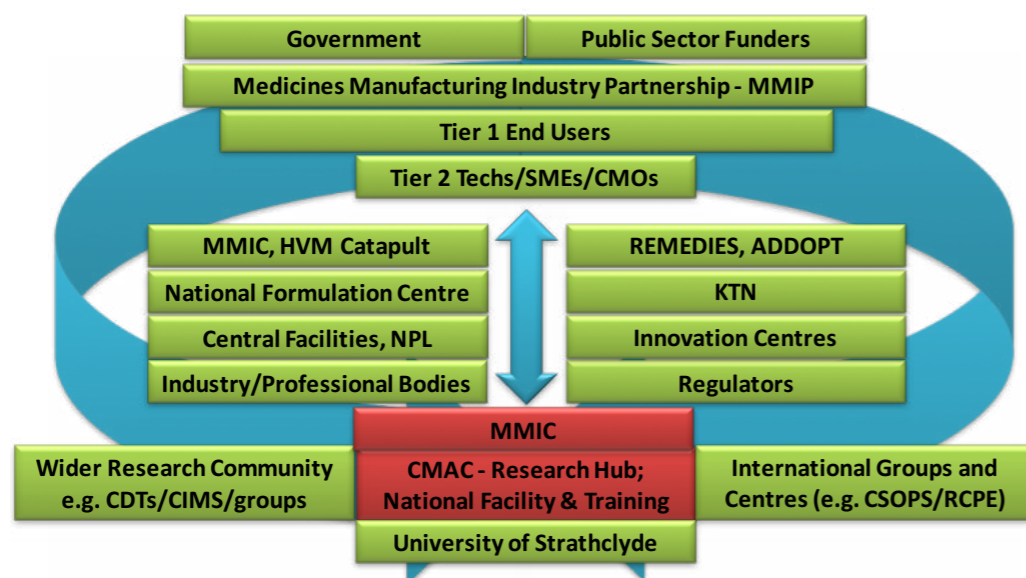 Government
Public Sector Funders
Medicines Manufacturing Industry Partnership - MMIP
Tier 1 End Users
Tier 2 Techs/SMEs/CMOs
MMIC, HVM Catapult
National Formulation Centre
Central Facilities, NPL
Industry/Professional Bodies
REMEDIES, ADDOPT
KTN
Innovation Centres
Regulators
MMIC
Wider Research Community
e.g. CDTs/CIMS/groups
CMAC - Research Hub;
National Facility & Training
International Groups and
Centres (e.g. CSOPS/RCPE)
University of Strathclyde